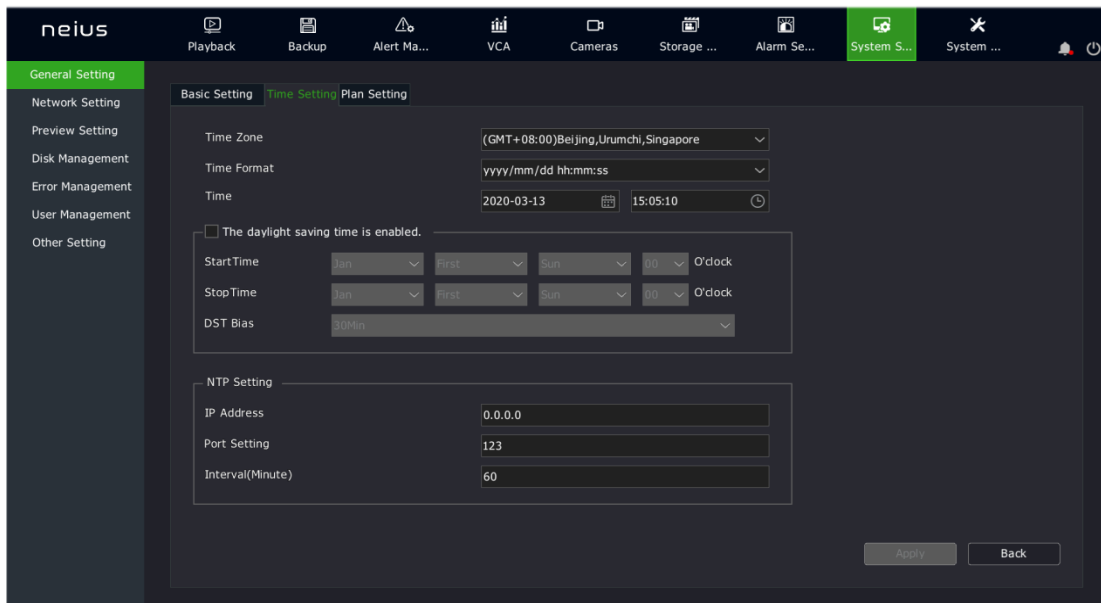 neius
Playback Backup Alert Ma... VCA Cameras Storage ... Alarm Se... System S... System ...
General Setting
Network Setting
Preview Setting
Disk Management
Error Management
User Management
Other Setting
Basic Setting Time Setting Plan Setting
Time Zone (GMT+08:00)Beijing,Urumchi,Singapore
Time Format yyyy/mm/dd hh:mm:ss
Time 2020-03-13 15:05:10
The daylight saving time is enabled.
StartTime Jan First Sun 00 O'clock
StopTime Jan First Sun 00 O'clock
DST Bias 30Min
NTP Setting
IP Address 0.0.0.0
Port Setting 123
Interval(Minute) 60
Apply Back